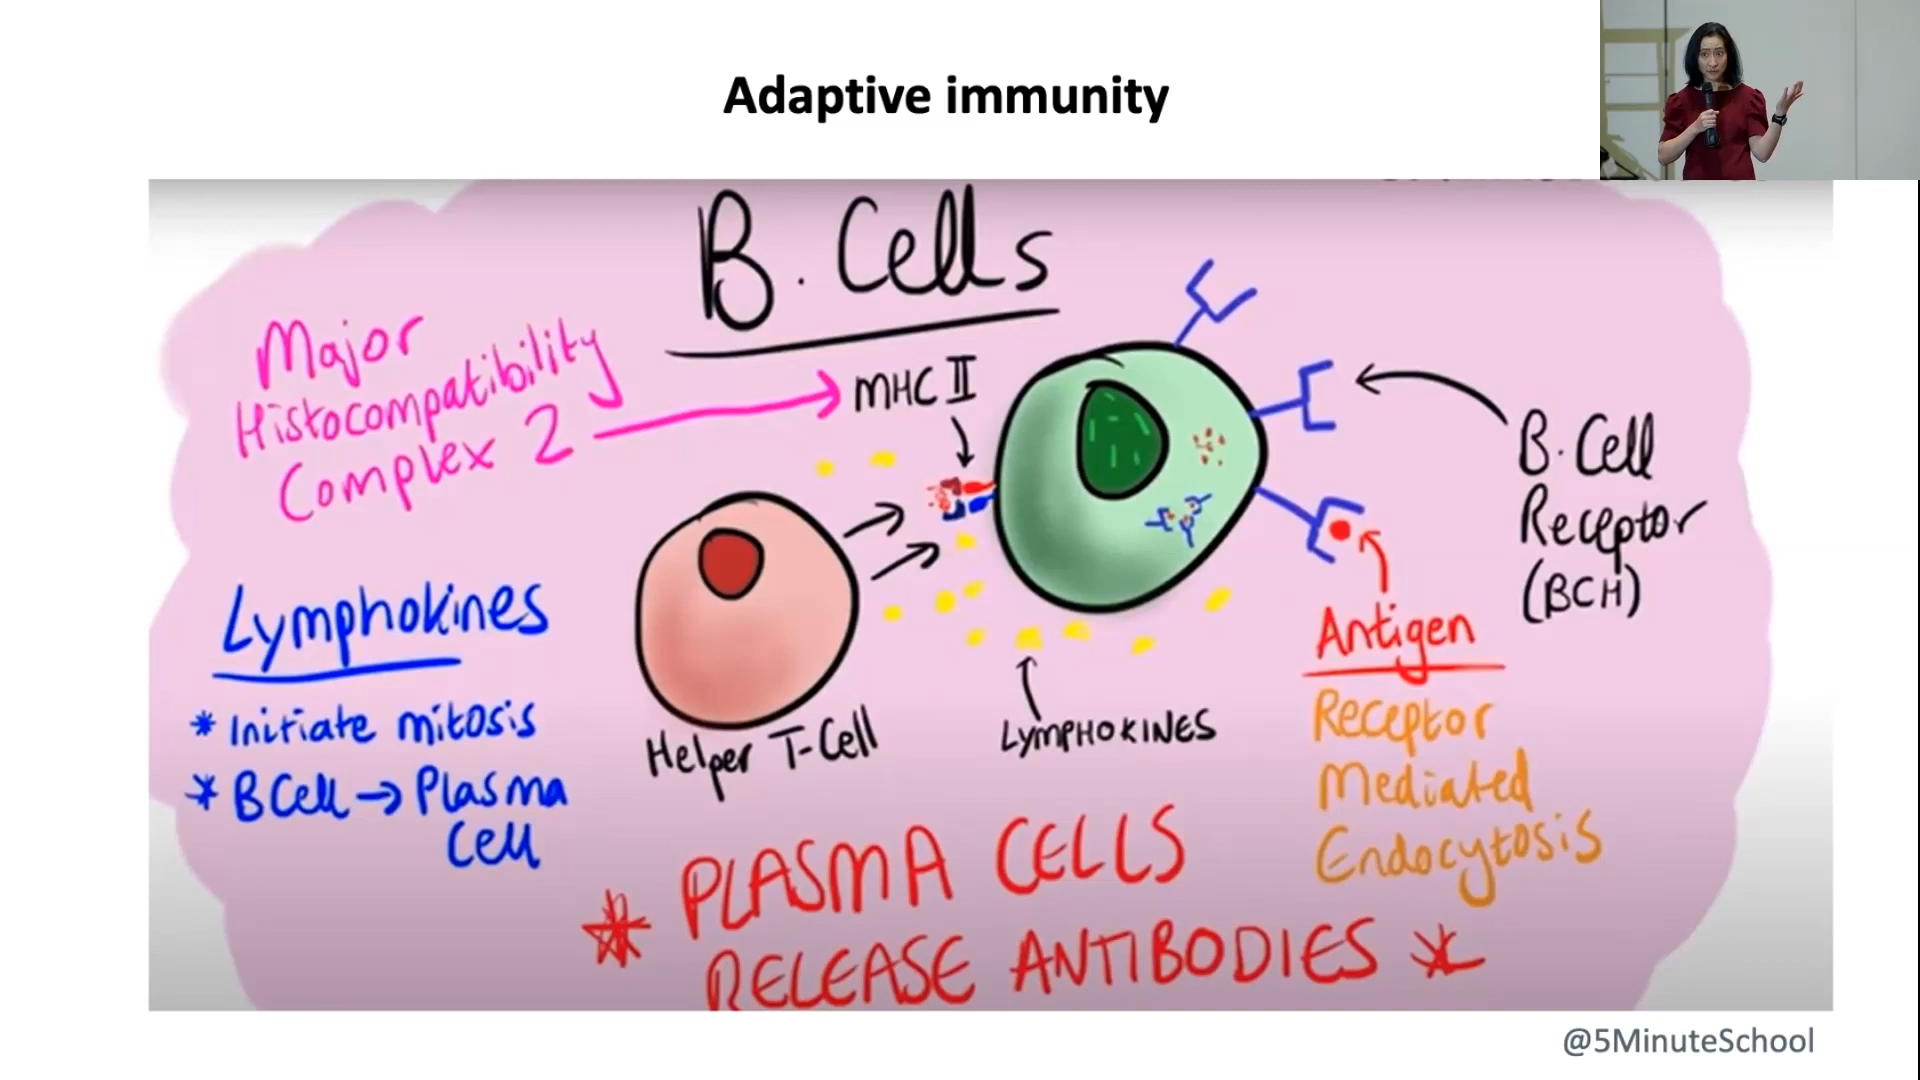 Adaptive immunity
B. Cells
Major
Histocompatibility
Complex 2
MHC II
B. Cell
Receptor
(BCH)
Lymphokines
* Initiate mitosis
* B Cell → Plasma
Cell
Helper T-Cell
LYMPHOKINES
Antigen
Receptor
Mediated
Endocytosis
* PLASMA CELLS
RELEASE ANTIBODIES *
@5MinuteSchool